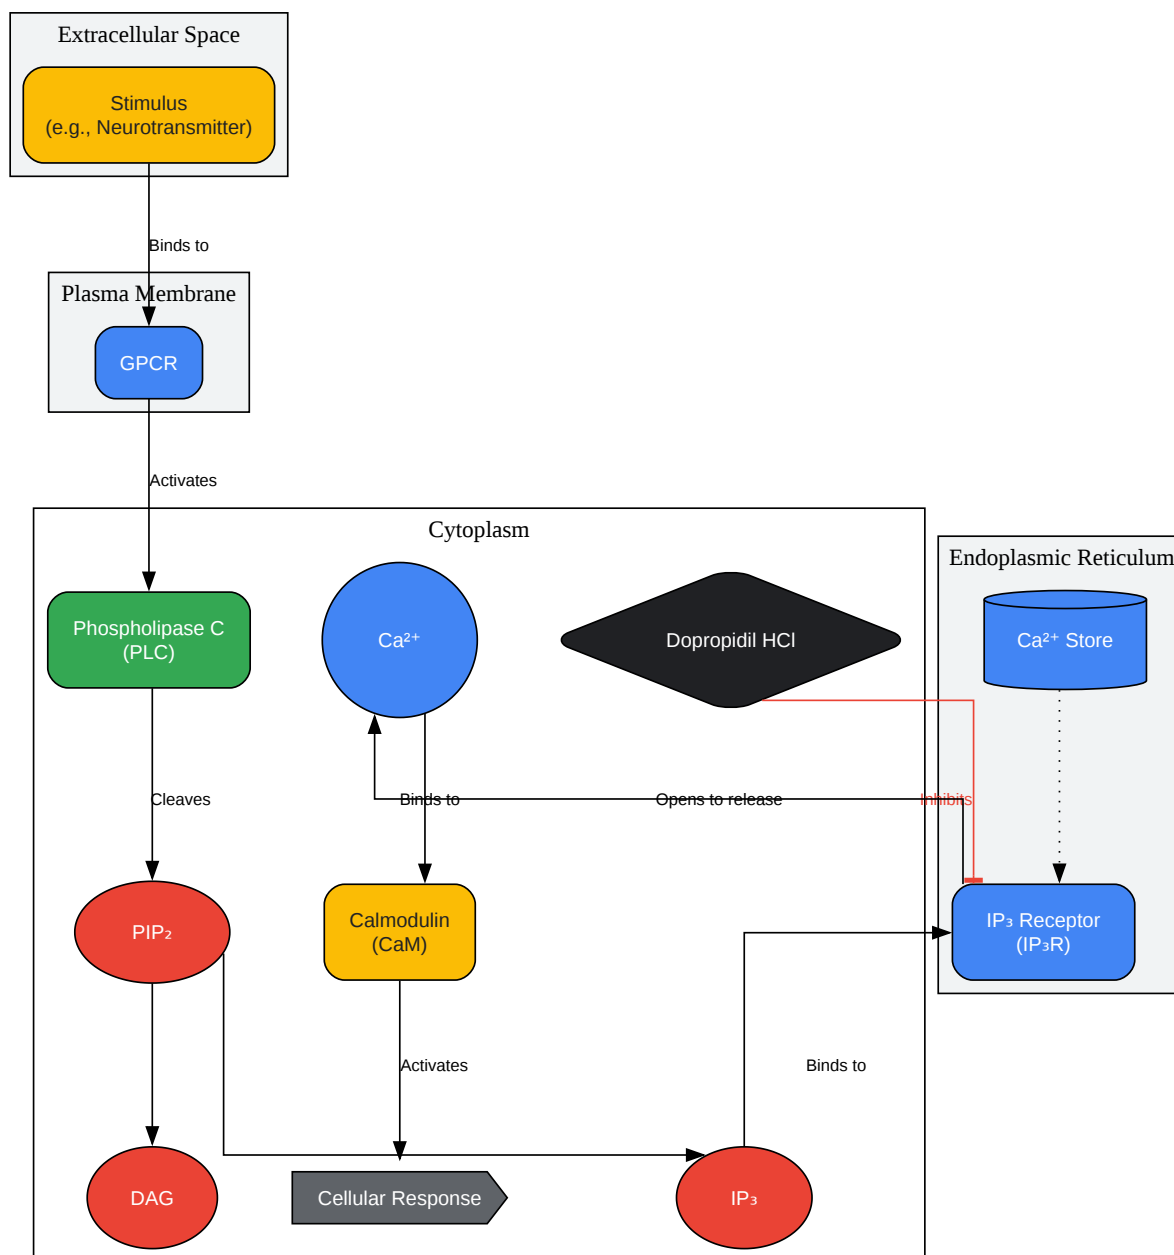 Extracellular Space
Stimulus
(e.g., Neurotransmitter)
Binds to
Plasma Membrane
GPCR
Activates
Cytoplasm
Endoplasmic Reticulum
Phospholipase C
(PLC)
Ca²⁺
Dopropidil HCl
Ca²⁺ Store
Cleaves
Binds to
Opens to release
Inhibits
PIP₂
Calmodulin
(CaM)
IP₃ Receptor
(IP₃R)
Activates
Binds to
DAG
Cellular Response
IP₃